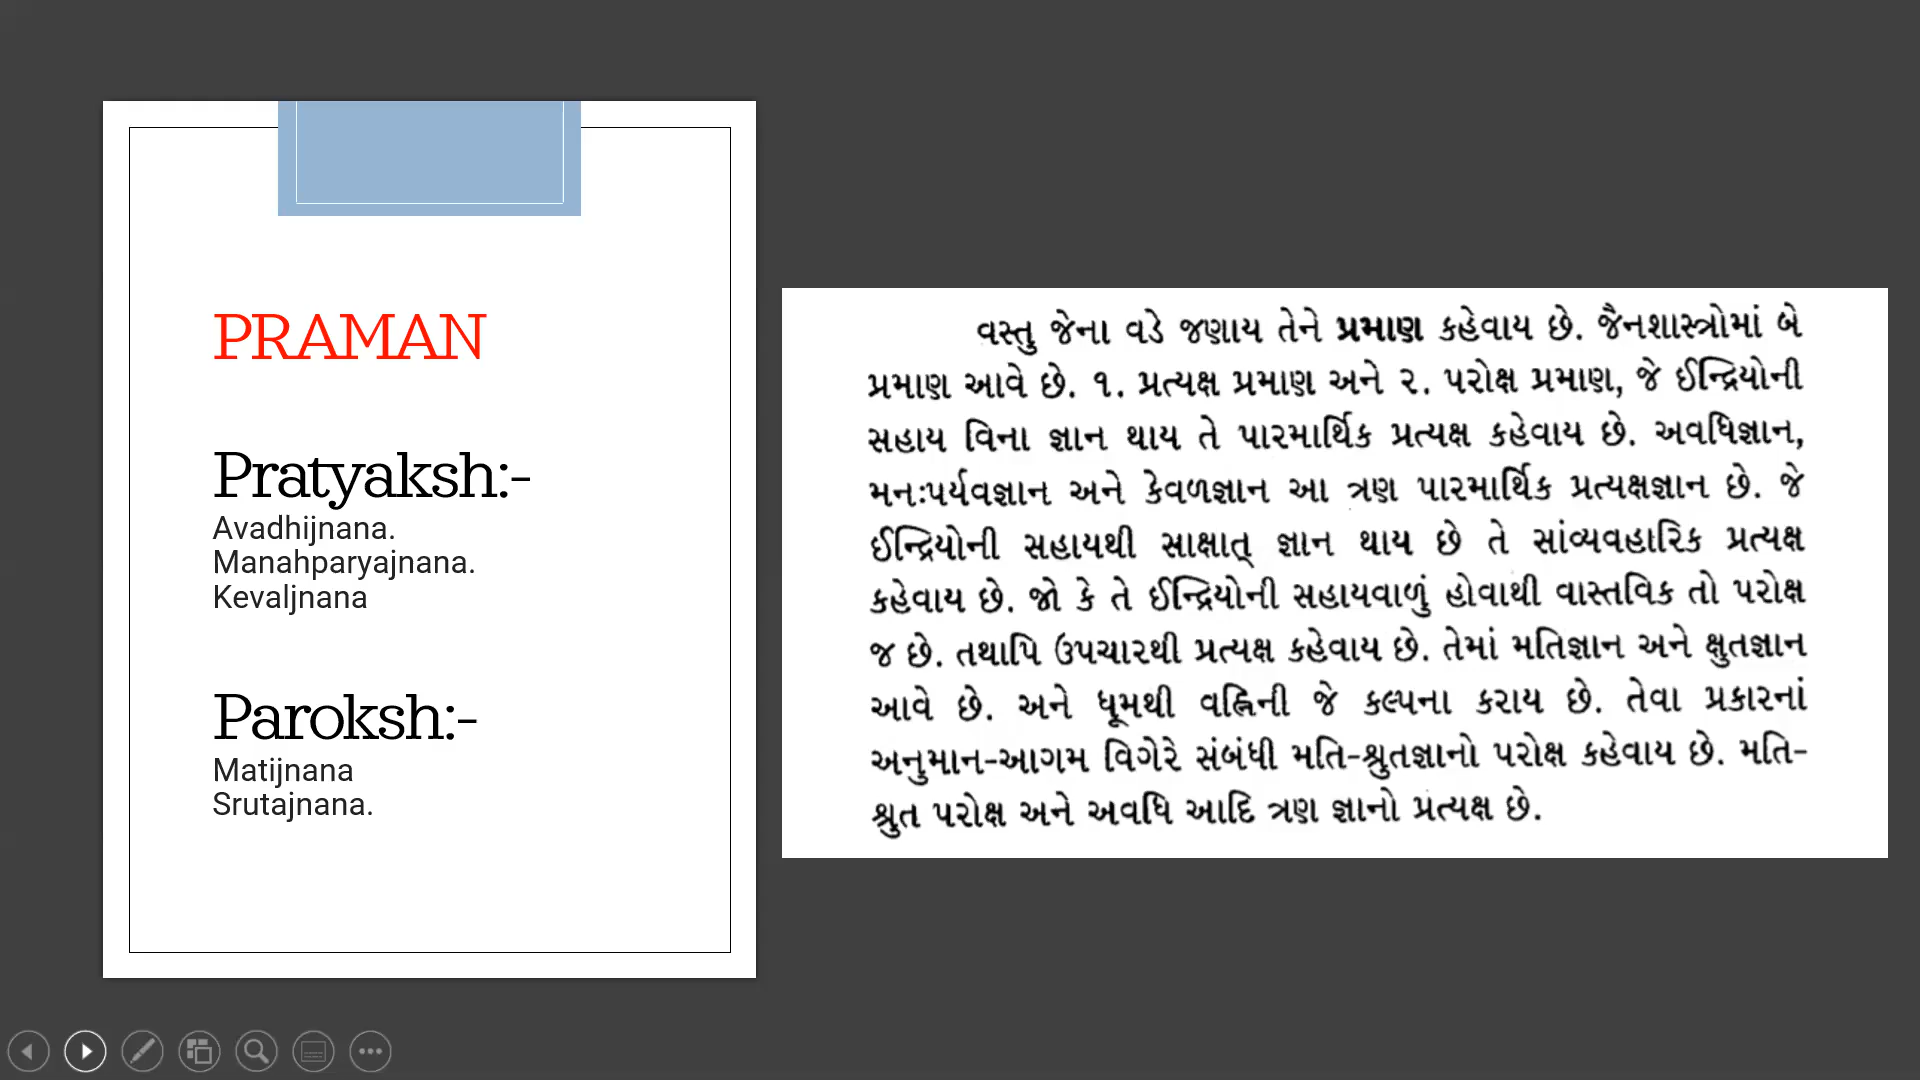 PRAMAN
Pratyaksh:-
Avadhijnana.
Manahparyajnana.
Kevaljnana
Paroksh:-
Matijnana
Srutajnana.
વસ્તુ જેના વડે જણાય તેને પ્રમાણ કહેવાય છે. જૈનશાસ્ત્રોમાં બે
પ્રમાણ આવે છે. ૧. પ્રત્યક્ષ પ્રમાણ અને ૨. પરોક્ષ પ્રમાણ, જે ઈન્દ્રિયોની
સહાય વિના જ્ઞાન થાય તે પારમાર્થિક પ્રત્યક્ષ કહેવાય છે. અવધિજ્ઞાન,
મનઃપર્યવજ્ઞાન અને કેવળજ્ઞાન આ ત્રણ પારમાર્થિક પ્રત્યક્ષજ્ઞાન છે. જે
ઈન્દ્રિયોની સહાયથી સાક્ષાત્ જ્ઞાન થાય છે તે સાંવ્યવહારિક પ્રત્યક્ષ
કહેવાય છે. જો કે તે ઈન્દ્રિયોની સહાયવાળું હોવાથી વાસ્તવિક તો પરોક્ષ
જ છે. તથાપિ ઉપચારથી પ્રત્યક્ષ કહેવાય છે. તેમાં મતિજ્ઞાન અને ક્ષુતજ્ઞાન
આવે છે. અને ધૂમથી વહ્નિની જે કલ્પના કરાય છે. તેવા પ્રકારનાં
અનુમાન-આગમ વિગેરે સંબંધી મતિ-શ્રુતજ્ઞાનો પરોક્ષ કહેવાય છે. મતિ-
શ્રુત પરોક્ષ અને અવધિ આદિ ત્રણ જ્ઞાનો પ્રત્યક્ષ છે.